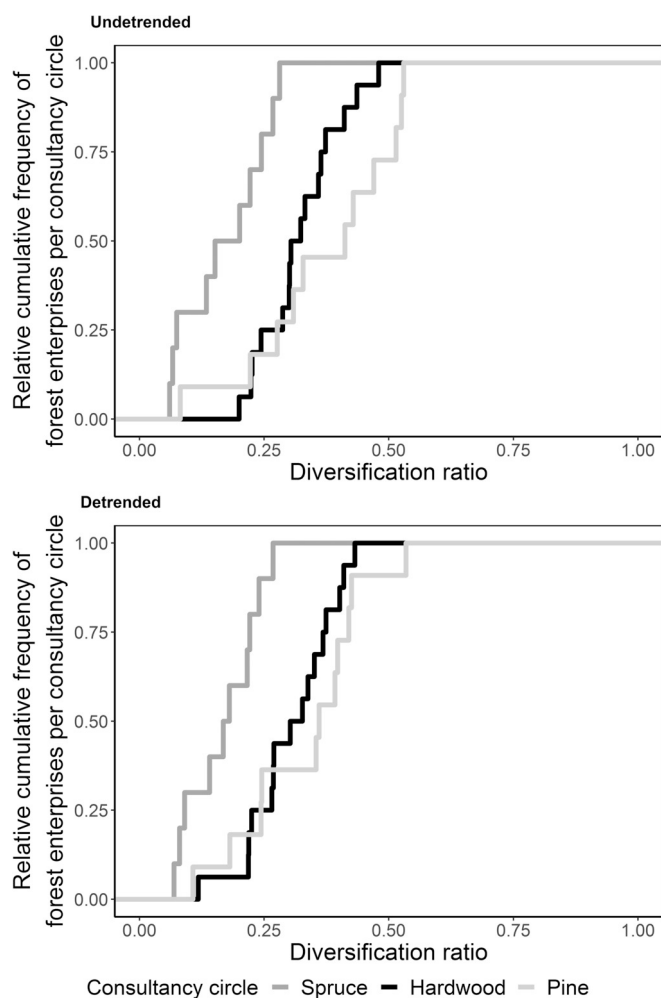 Undetrended
Relative cumulative frequency of
forest enterprises per consultancy circle
1.00
0.75
0.50
0.25
0.00
0.00 0.25 0.50 0.75 1.00
Diversification ratio
Detrended
Relative cumulative frequency of
forest enterprises per consultancy circle
1.00
0.75
0.50
0.25
0.00
0.00 0.25 0.50 0.75 1.00
Diversification ratio
Consultancy circle Spruce Hardwood Pine